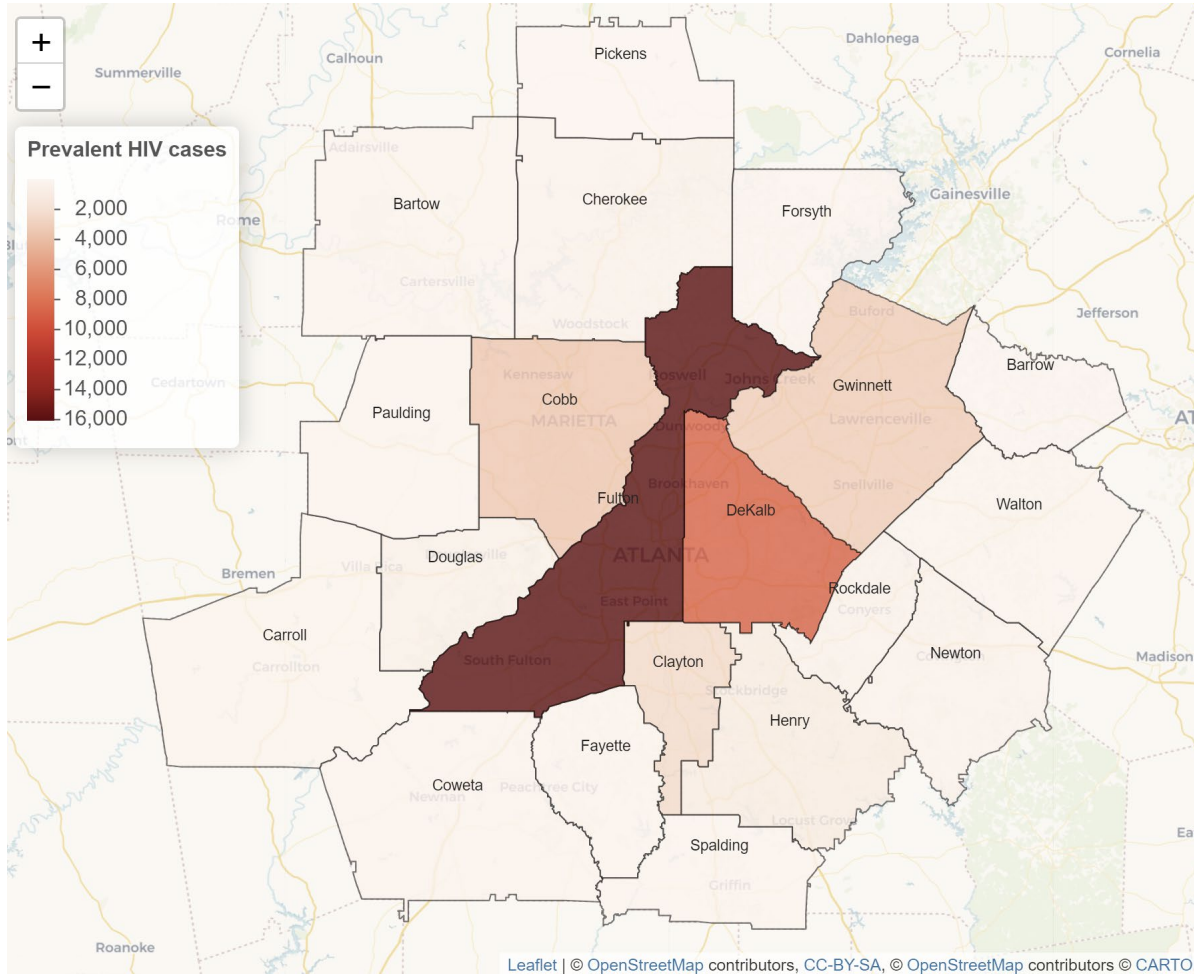 +
−
Prevalent HIV cases
2,000
4,000
6,000
8,000
10,000
12,000
14,000
16,000
Pickens
Dahlonega
Cornelia
Calhoun
Summerville
Adairsville
Bartow
Cherokee
Forsyth
Gainesville
Rome
Cartersville
Woodstock
Buford
Jefferson
Cedartown
Kennesaw
Roswell
Johns Creek
Barrow
Gwinnett
Paulding
Cobb
MARIETTA
Lawrenceville
Dunwoody
Brookhaven
Snellville
Fulton
DeKalb
Walton
ATLANTA
Douglas
Villa Rica
Bremen
East Point
Rockdale
Conyers
Carroll
Carrollton
South Fulton
Clayton
Newton
Madison
Stockbridge
Henry
Fayette
Coweta
Newnan
Peachtree City
Locust Grove
Spalding
Griffin
Roanoke
Leaflet | © OpenStreetMap contributors, CC-BY-SA, © OpenStreetMap contributors © CARTO